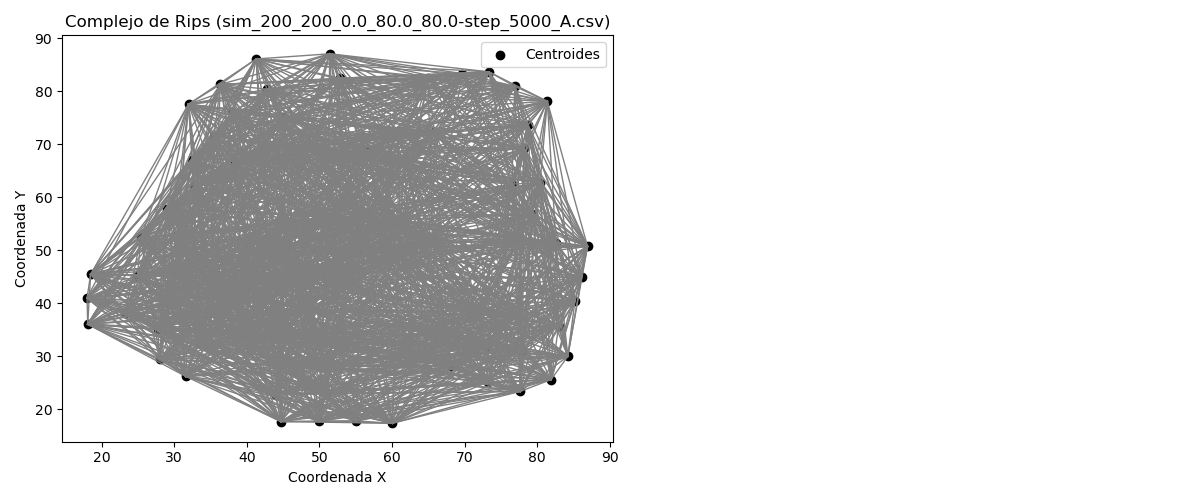 Complejo de Rips (sim_200_200_0.0_80.0_80.0-step_5000_A.csv)
Centroides
Coordenada Y
90
80
70
60
50
40
30
20
20 30 40 50 60 70 80 90
Coordenada X